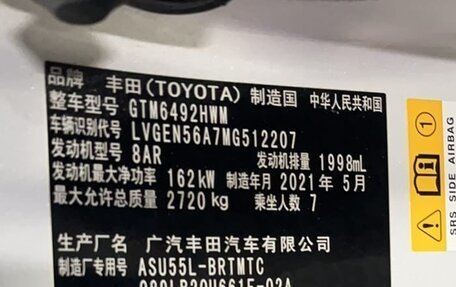 品牌 丰田(TOYOTA) 制造国 中华人民共和国
整车型号 GTM6492HWM
车辆识别代号 LVGEN56A7MG512207
发动机型号 8AR 发动机排量 1998mL
发动机最大净功率 162kW 制造年月 2021年5月
最大允许总质量 2720kg 乘坐人数 7
生产厂名 广汽丰田汽车有限公司
制造厂专用号 ASU55L-BRTMTC
SRS SIDE AIRBAG